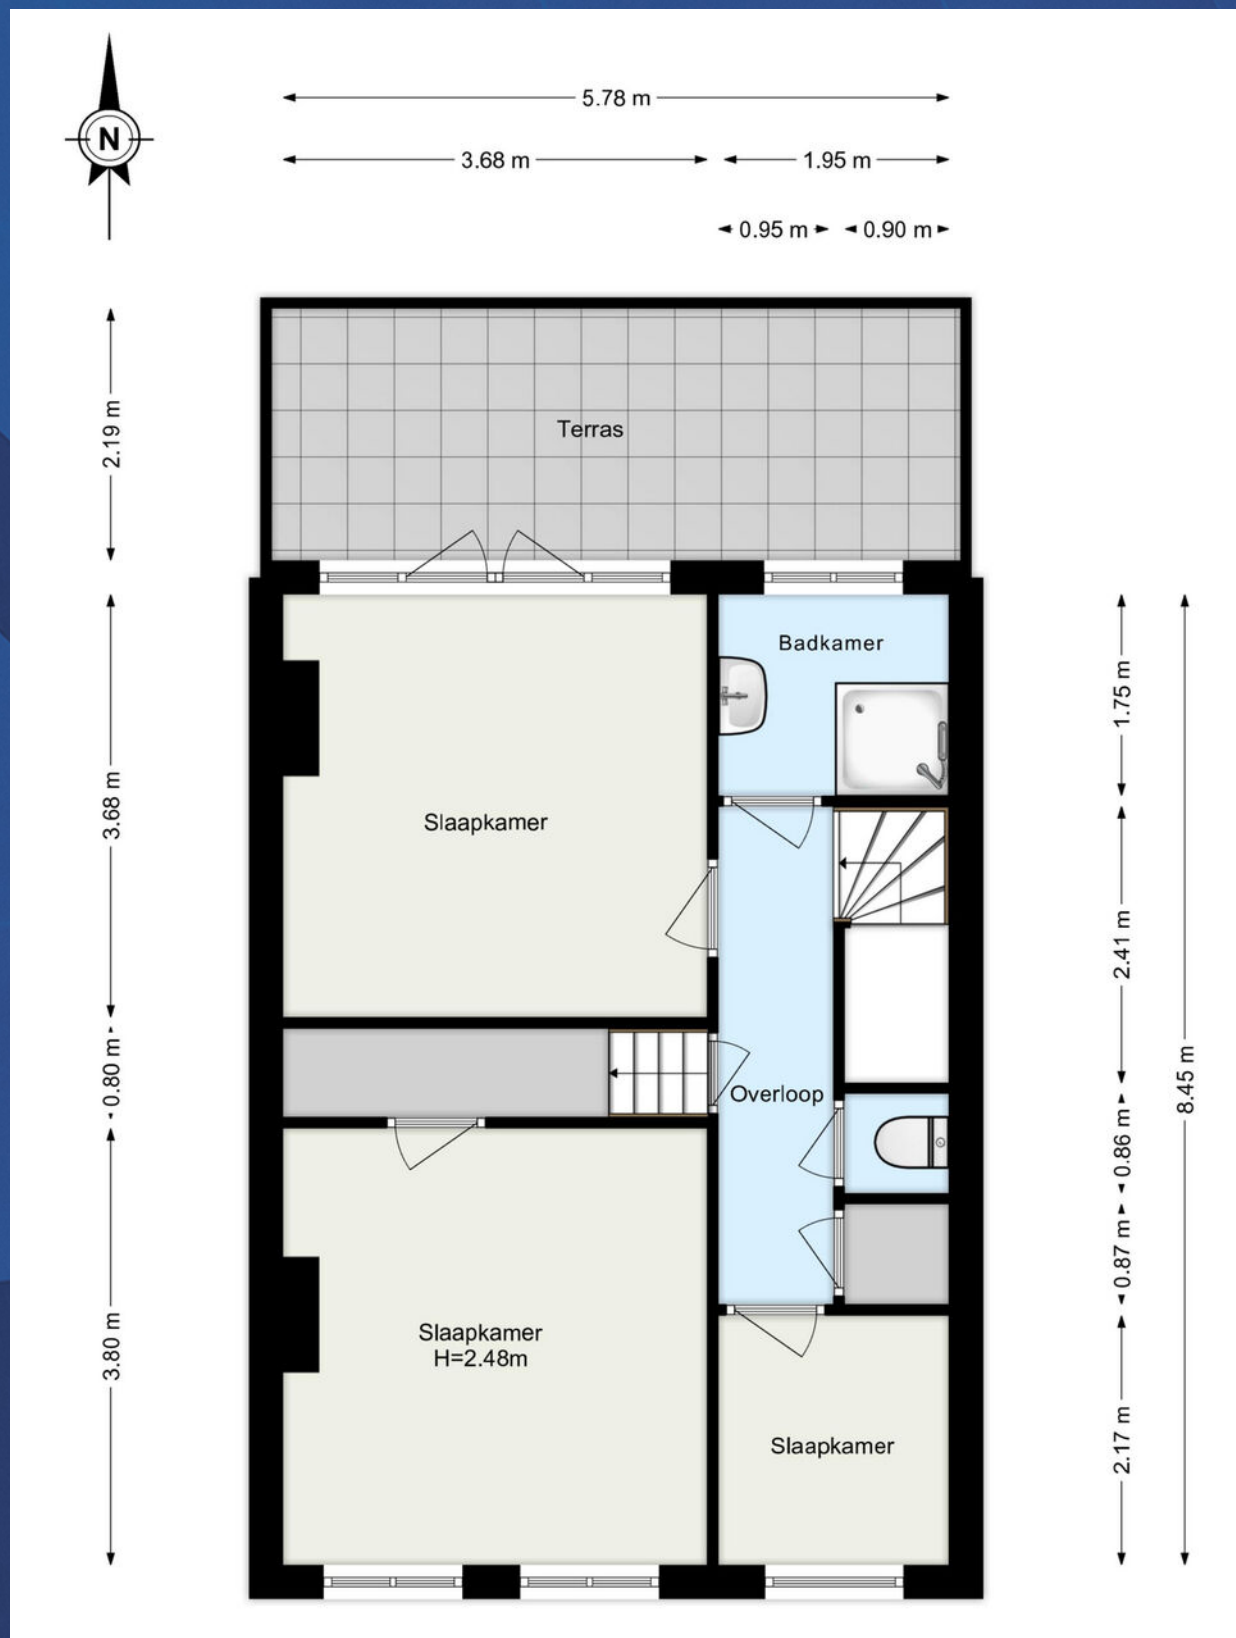 N
5.78 m
3.68 m
1.95 m
0.95 m
0.90 m
2.19 m
Terras
Badkamer
1.75 m
3.68 m
Slaapkamer
2.41 m
0.80 m
Overloop
8.45 m
0.86 m
0.87 m
3.80 m
Slaapkamer
H=2.48m
Slaapkamer
2.17 m